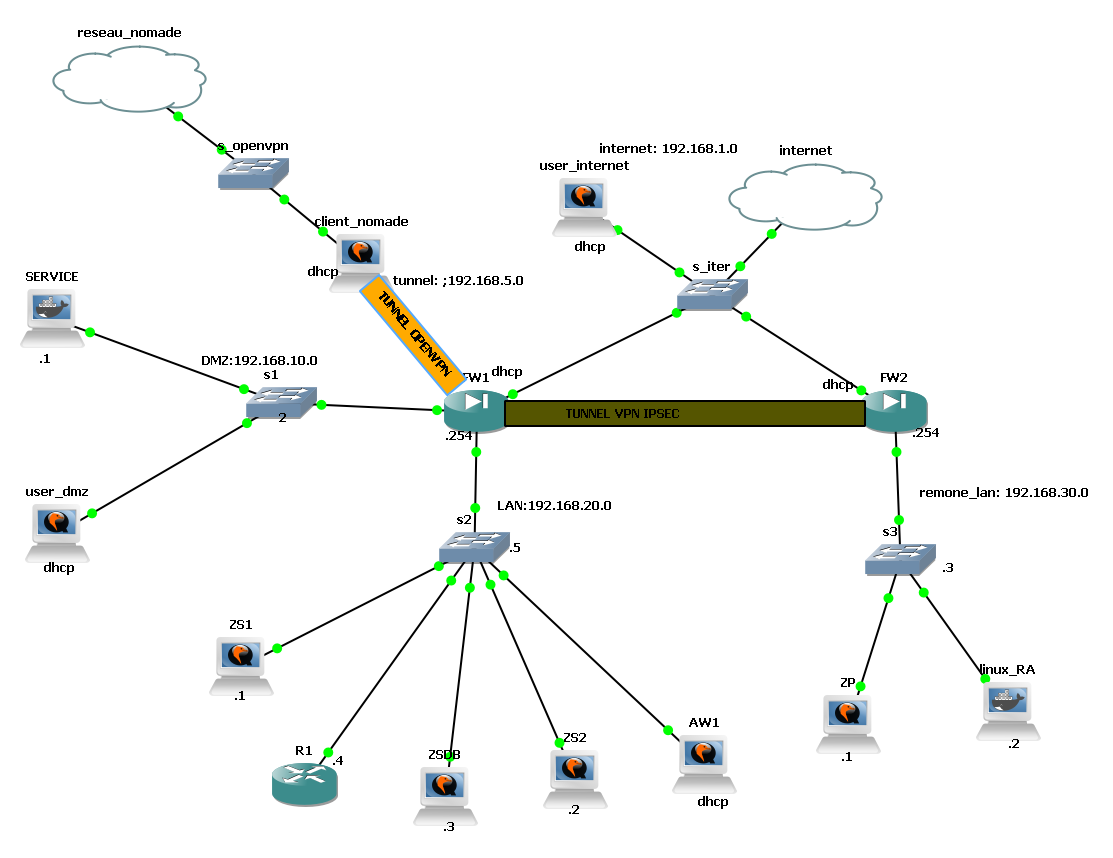 reseau_nomade
s_openvpn
internet: 192.168.1.0
internet
user_internet
client_nomade
dhcp
dhcp
s_iter
SERVICE
tunnel: ;192.168.5.0
TUNNEL OPENVPN
.1
DMZ:192.168.10.0
s1
.2
FW1
dhcp
dhcp
FW2
TUNNEL VPN IPSEC
.254
.254
user_dmz
dhcp
remone_lan: 192.168.30.0
LAN:192.168.20.0
s2
.5
s3
.3
ZS1
.1
linux_RA
ZP
.1
.2
R1
.4
ZSDB
.3
ZS2
.2
AW1
dhcp